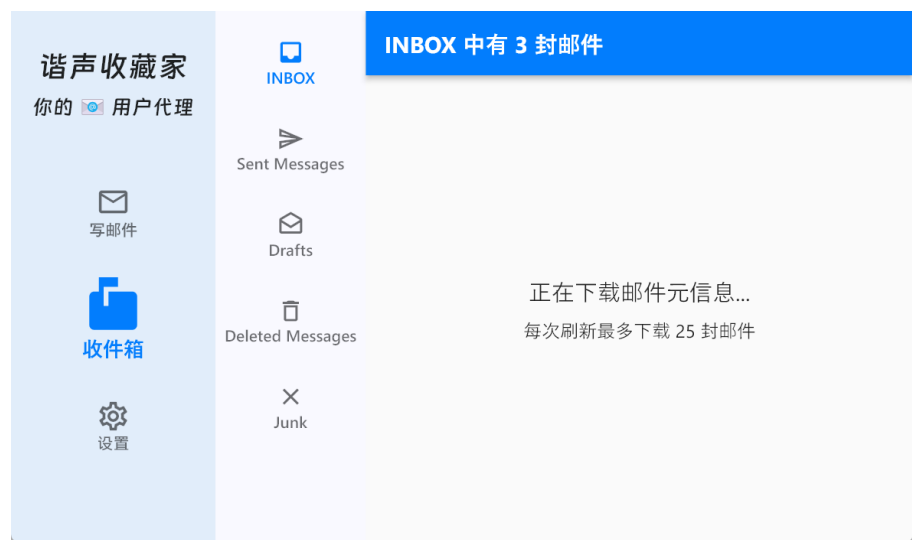 谐声收藏家
你的 📧 用户代理
写邮件
收件箱
设置
INBOX
Sent Messages
Drafts
Deleted Messages
Junk
INBOX 中有 3 封邮件
正在下载邮件元信息...
每次刷新最多下载 25 封邮件